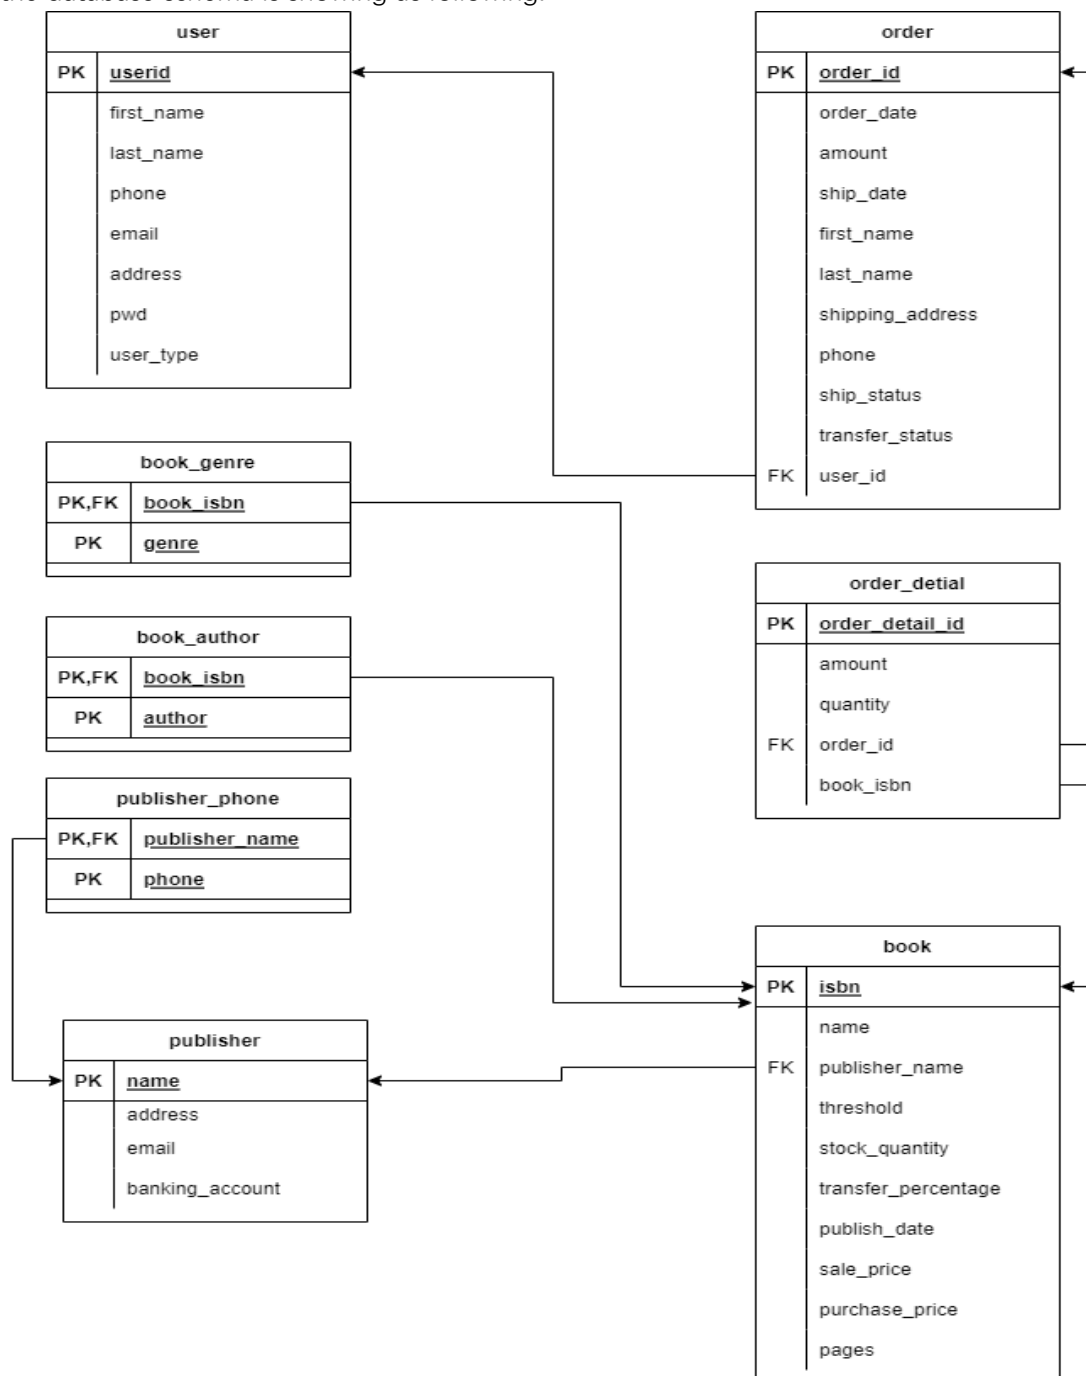 the database schema is showing as following:
user
PK userid
first_name
last_name
phone
email
address
pwd
user_type
order
PK order_id
order_date
amount
ship_date
first_name
last_name
shipping_address
phone
ship_status
transfer_status
FK user_id
book_genre
PK,FK book_isbn
PK genre
order_detial
PK order_detail_id
amount
quantity
FK order_id
book_isbn
book_author
PK,FK book_isbn
PK author
publisher_phone
PK,FK publisher_name
PK phone
publisher
PK name
address
email
banking_account
book
PK isbn
name
FK publisher_name
threshold
stock_quantity
transfer_percentage
publish_date
sale_price
purchase_price
pages